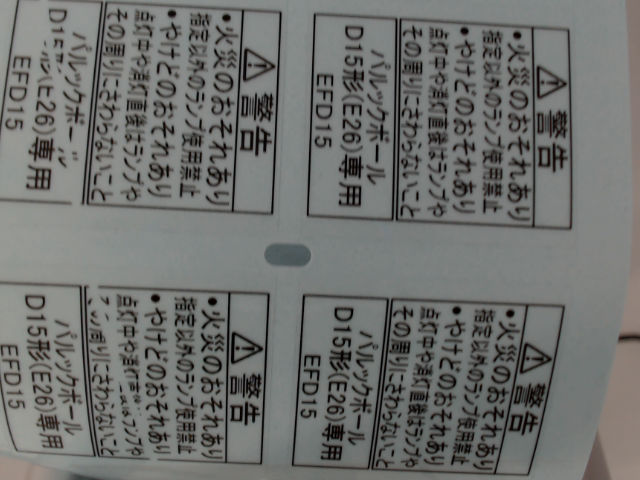 警告
•火災のおそれあり
指定以外のランプ使用禁止
•やけどのおそれあり
点灯中や消灯直後はランプや
その周りにさわらないこと
パルックボール
D15形(E26)専用
EFD15
警告
•火災のおそれあり
指定以外のランプ使用禁止
•やけどのおそれあり
点灯中や消灯直後はランプや
その周りにさわらないこと
パルックボール
D15形(E26)専用
EFD15
警告
•火災のおそれあり
指定以外のランプ使用禁止
•やけどのおそれあり
点灯中や消灯直後はランプや
その周りにさわらないこと
パルックボール
(E26)専用
EFD15
警告
•火災のおそれあり
指定以外のランプ使用禁止
•やけどのおそれあり
点灯中や消灯直 ランプや
周りにさわらないこと
パルックボール
D15形(E26)専用
EFD15